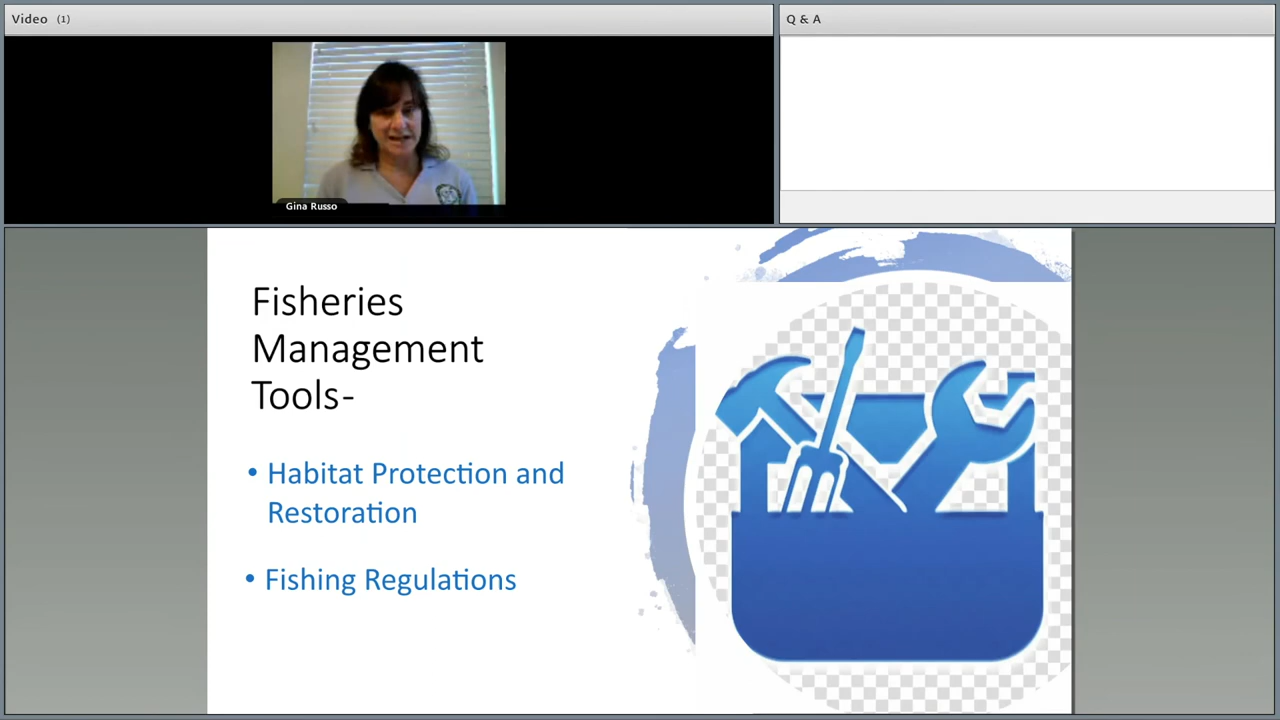 Video (1)
Q & A
Gina Russo
Fisheries
Management
Tools-
• Habitat Protection and
Restoration
• Fishing Regulations